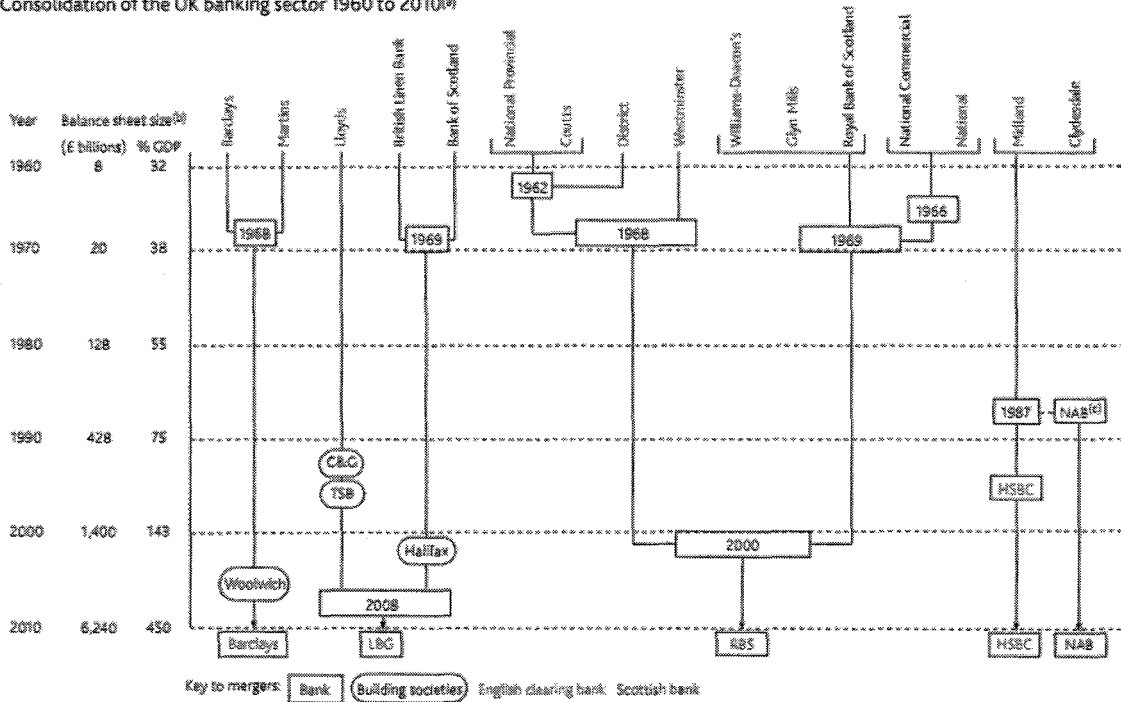 Consolidation of the UK banking sector 1960 to 2010(a)
Year Balance sheet size(b)
(£ billions) % GDP
Barclays
Martins
Lloyds
British Linen Bank
Bank of Scotland
National Provincial
Coutts
District
Westminster
Williams-Deacon's
Glyn Mills
Royal Bank of Scotland
National Commercial
National
Midland
Clydesdale
1960 8 32
1962
1966
1968 1969 1968 1969
1970 20 38
1980 128 55
1987 NAB(c)
1990 428 75
C&G
TSB
HSBC
2000 1,400 143
2000
Halifax
Woolwich
2008
2010 6,240 450
Barclays LBG RBS HSBC NAB
Key to mergers: Bank Building societies English clearing bank Scottish bank